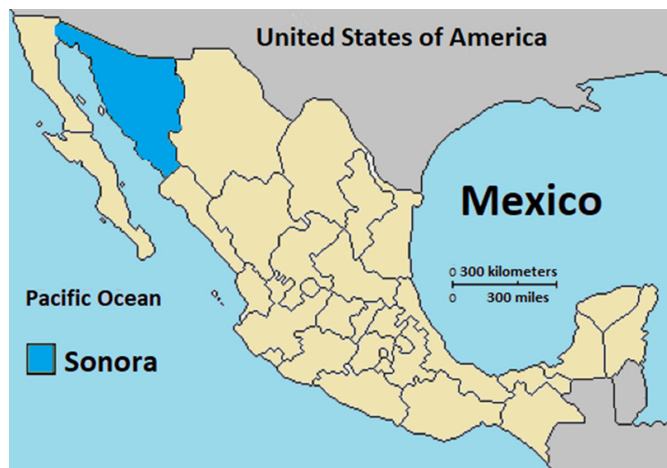 United States of America
Mexico
0 300 kilometers
0 300 miles
Pacific Ocean
Sonora